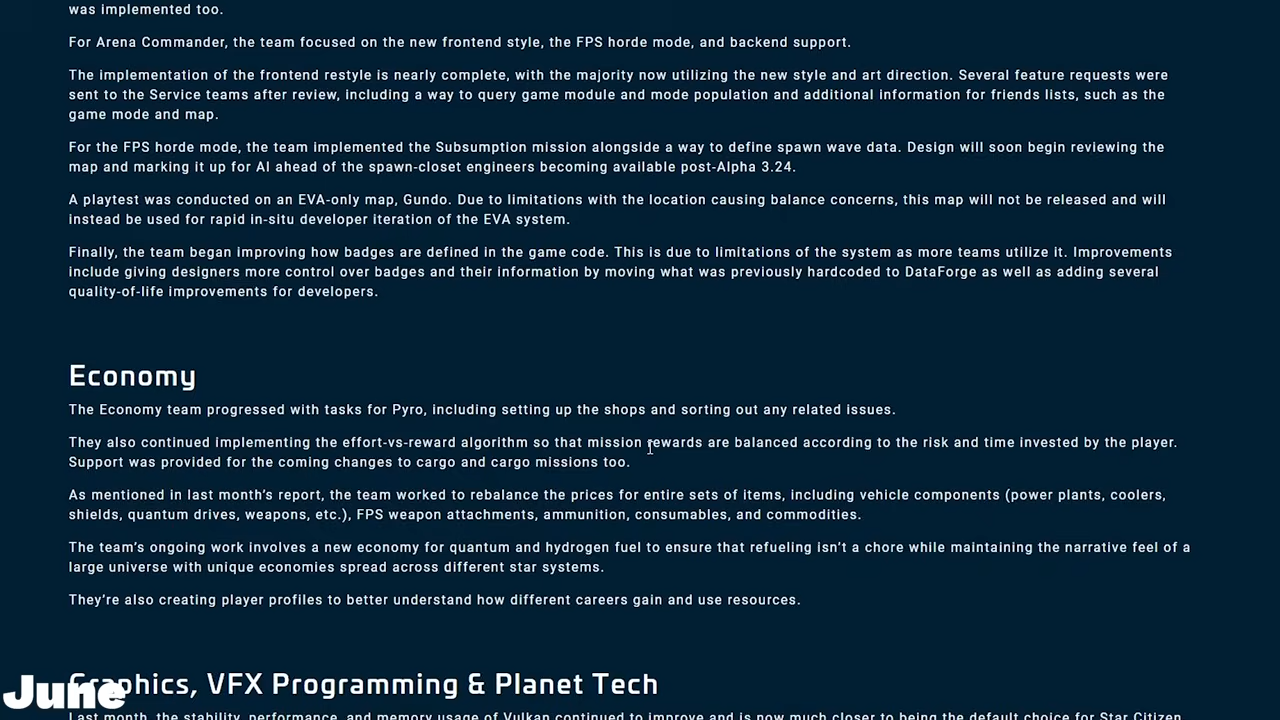 was implemented too.
For Arena Commander, the team focused on the new frontend style, the FPS horde mode, and backend support.
The implementation of the frontend restyle is nearly complete, with the majority now utilizing the new style and art direction. Several feature requests were
sent to the Service teams after review, including a way to query game module and mode population and additional information for friends lists, such as the
game mode and map.
For the FPS horde mode, the team implemented the Subsumption mission alongside a way to define spawn wave data. Design will soon begin reviewing the
map and marking it up for AI ahead of the spawn-closet engineers becoming available post-Alpha 3.24.
A playtest was conducted on an EVA-only map, Gundo. Due to limitations with the location causing balance concerns, this map will not be released and will
instead be used for rapid in-situ developer iteration of the EVA system.
Finally, the team began improving how badges are defined in the game code. This is due to limitations of the system as more teams utilize it. Improvements
include giving designers more control over badges and their information by moving what was previously hardcoded to DataForge as well as adding several
quality-of-life improvements for developers.
Economy
The Economy team progressed with tasks for Pyro, including setting up the shops and sorting out any related issues.
They also continued implementing the effort-vs-reward algorithm so that mission rewards are balanced according to the risk and time invested by the player.
Support was provided for the coming changes to cargo and cargo missions too.
As mentioned in last month's report, the team worked to rebalance the prices for entire sets of items, including vehicle components (power plants, coolers,
shields, quantum drives, weapons, etc.), FPS weapon attachments, ammunition, consumables, and commodities.
The team's ongoing work involves a new economy for quantum and hydrogen fuel to ensure that refueling isn't a chore while maintaining the narrative feel of a
large universe with unique economies spread across different star systems.
They're also creating player profiles to better understand how different careers gain and use resources.
Graphics, VFX Programming & Planet Tech
June
Last month, the stability, performance, and memory usage of Vulkan continued to improve and is now much closer to being the default choice for Star Citizen